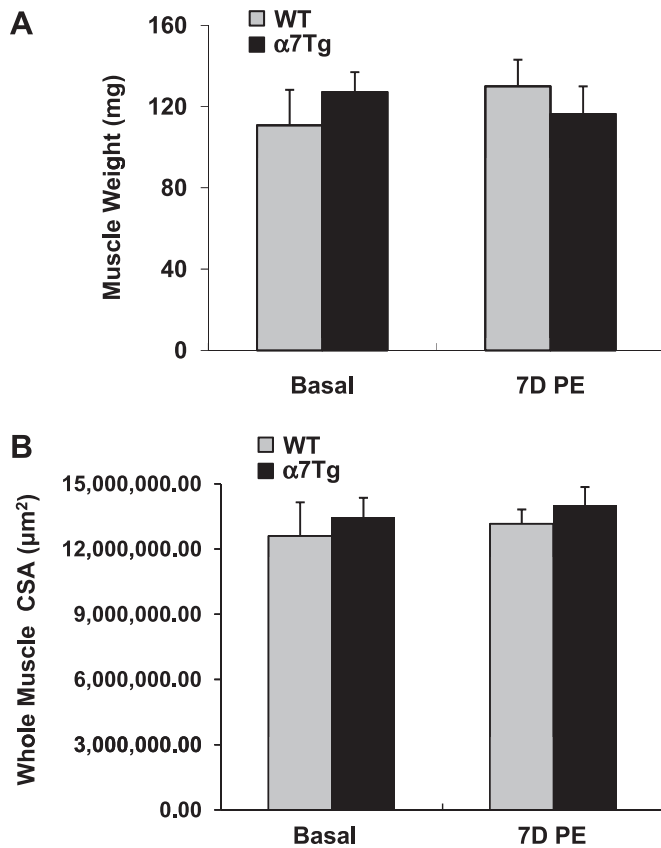 A
WT
α7Tg
Muscle Weight (mg)
160
120
80
40
0
Basal
7D PE
B
WT
α7Tg
Whole Muscle CSA (µm²)
15,000,000.00
12,000,000.00
9,000,000.00
6,000,000.00
3,000,000.00
0.00
Basal
7D PE